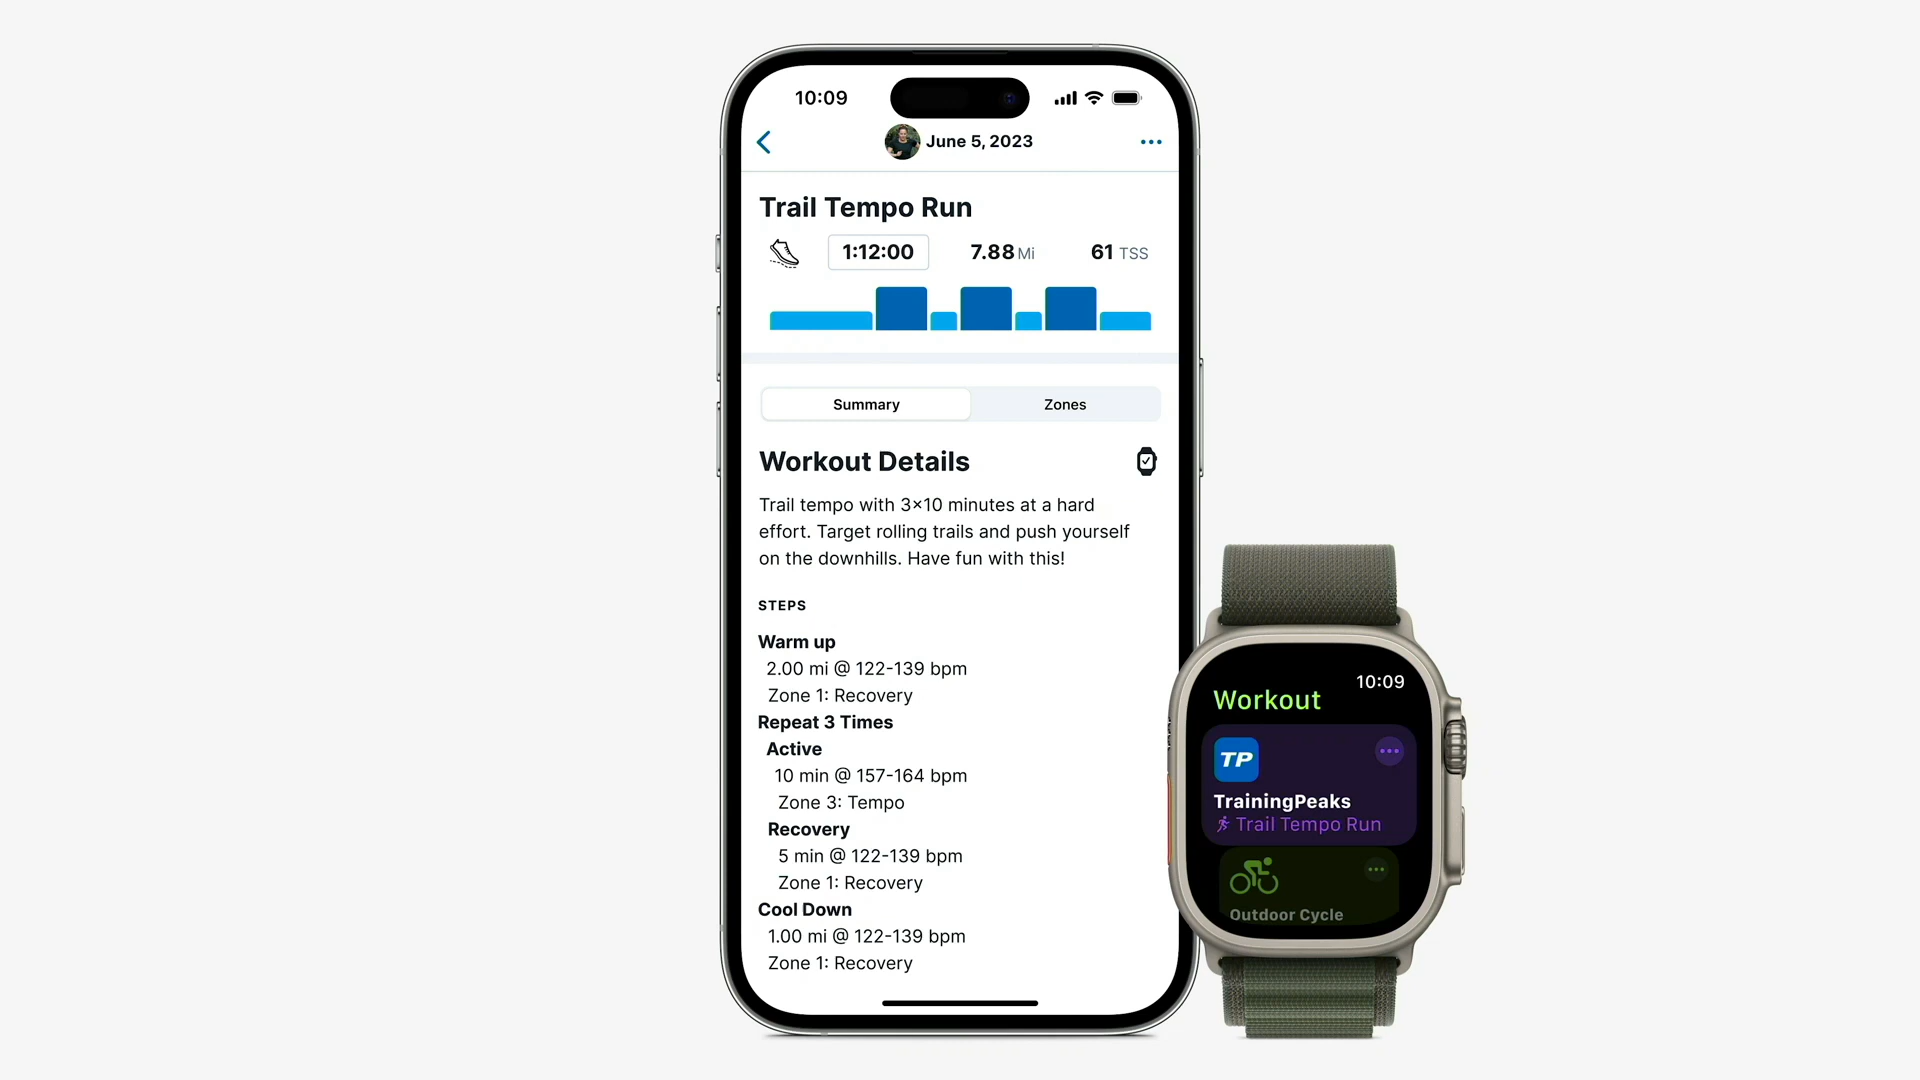 10:09
June 5, 2023
Trail Tempo Run
1:12:00 7.88 Mi 61 TSS
Summary Zones
Workout Details
Trail tempo with 3×10 minutes at a hard
effort. Target rolling trails and push yourself
on the downhills. Have fun with this!
STEPS
Warm up
2.00 mi @ 122-139 bpm
Zone 1: Recovery
Repeat 3 Times
Active
10 min @ 157-164 bpm
Zone 3: Tempo
Recovery
5 min @ 122-139 bpm
Zone 1: Recovery
Cool Down
1.00 mi @ 122-139 bpm
Zone 1: Recovery
10:09
Workout
TP
TrainingPeaks
Trail Tempo Run
Outdoor Cycle